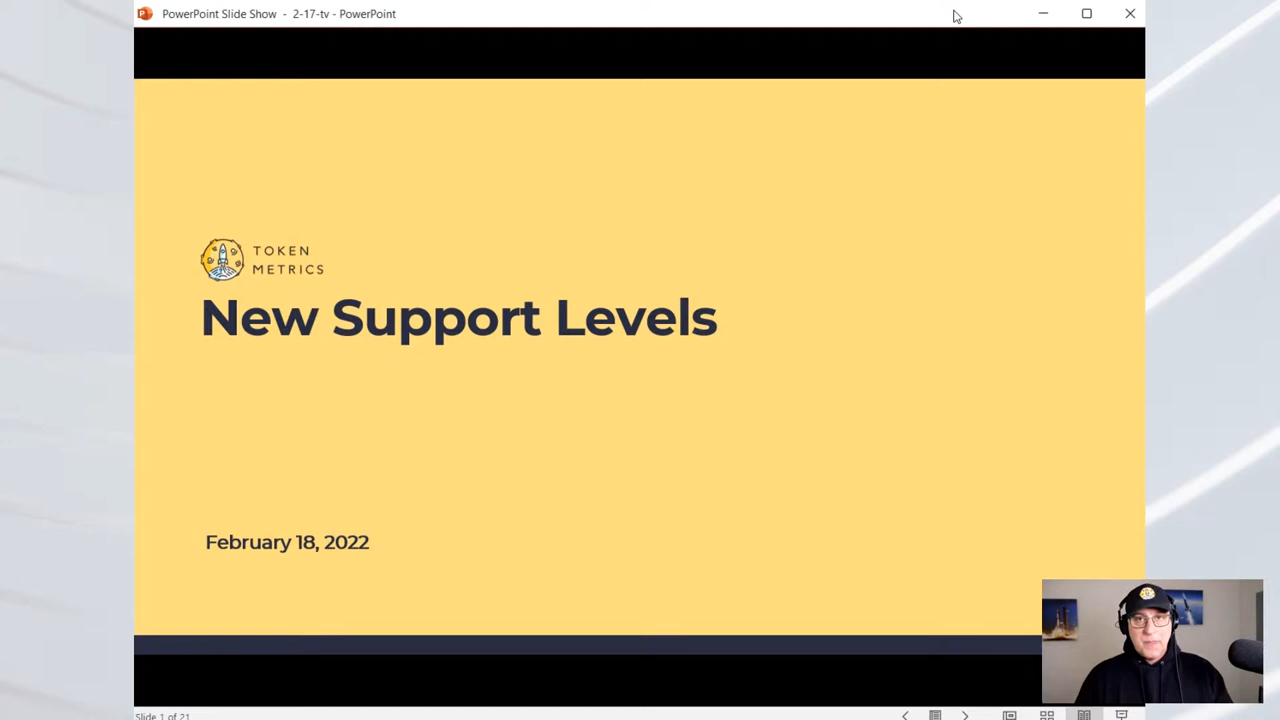 PowerPoint Slide Show - 2-17-tv - PowerPoint
TOKEN
METRICS
New Support Levels
February 18, 2022
Slide 1 of 21